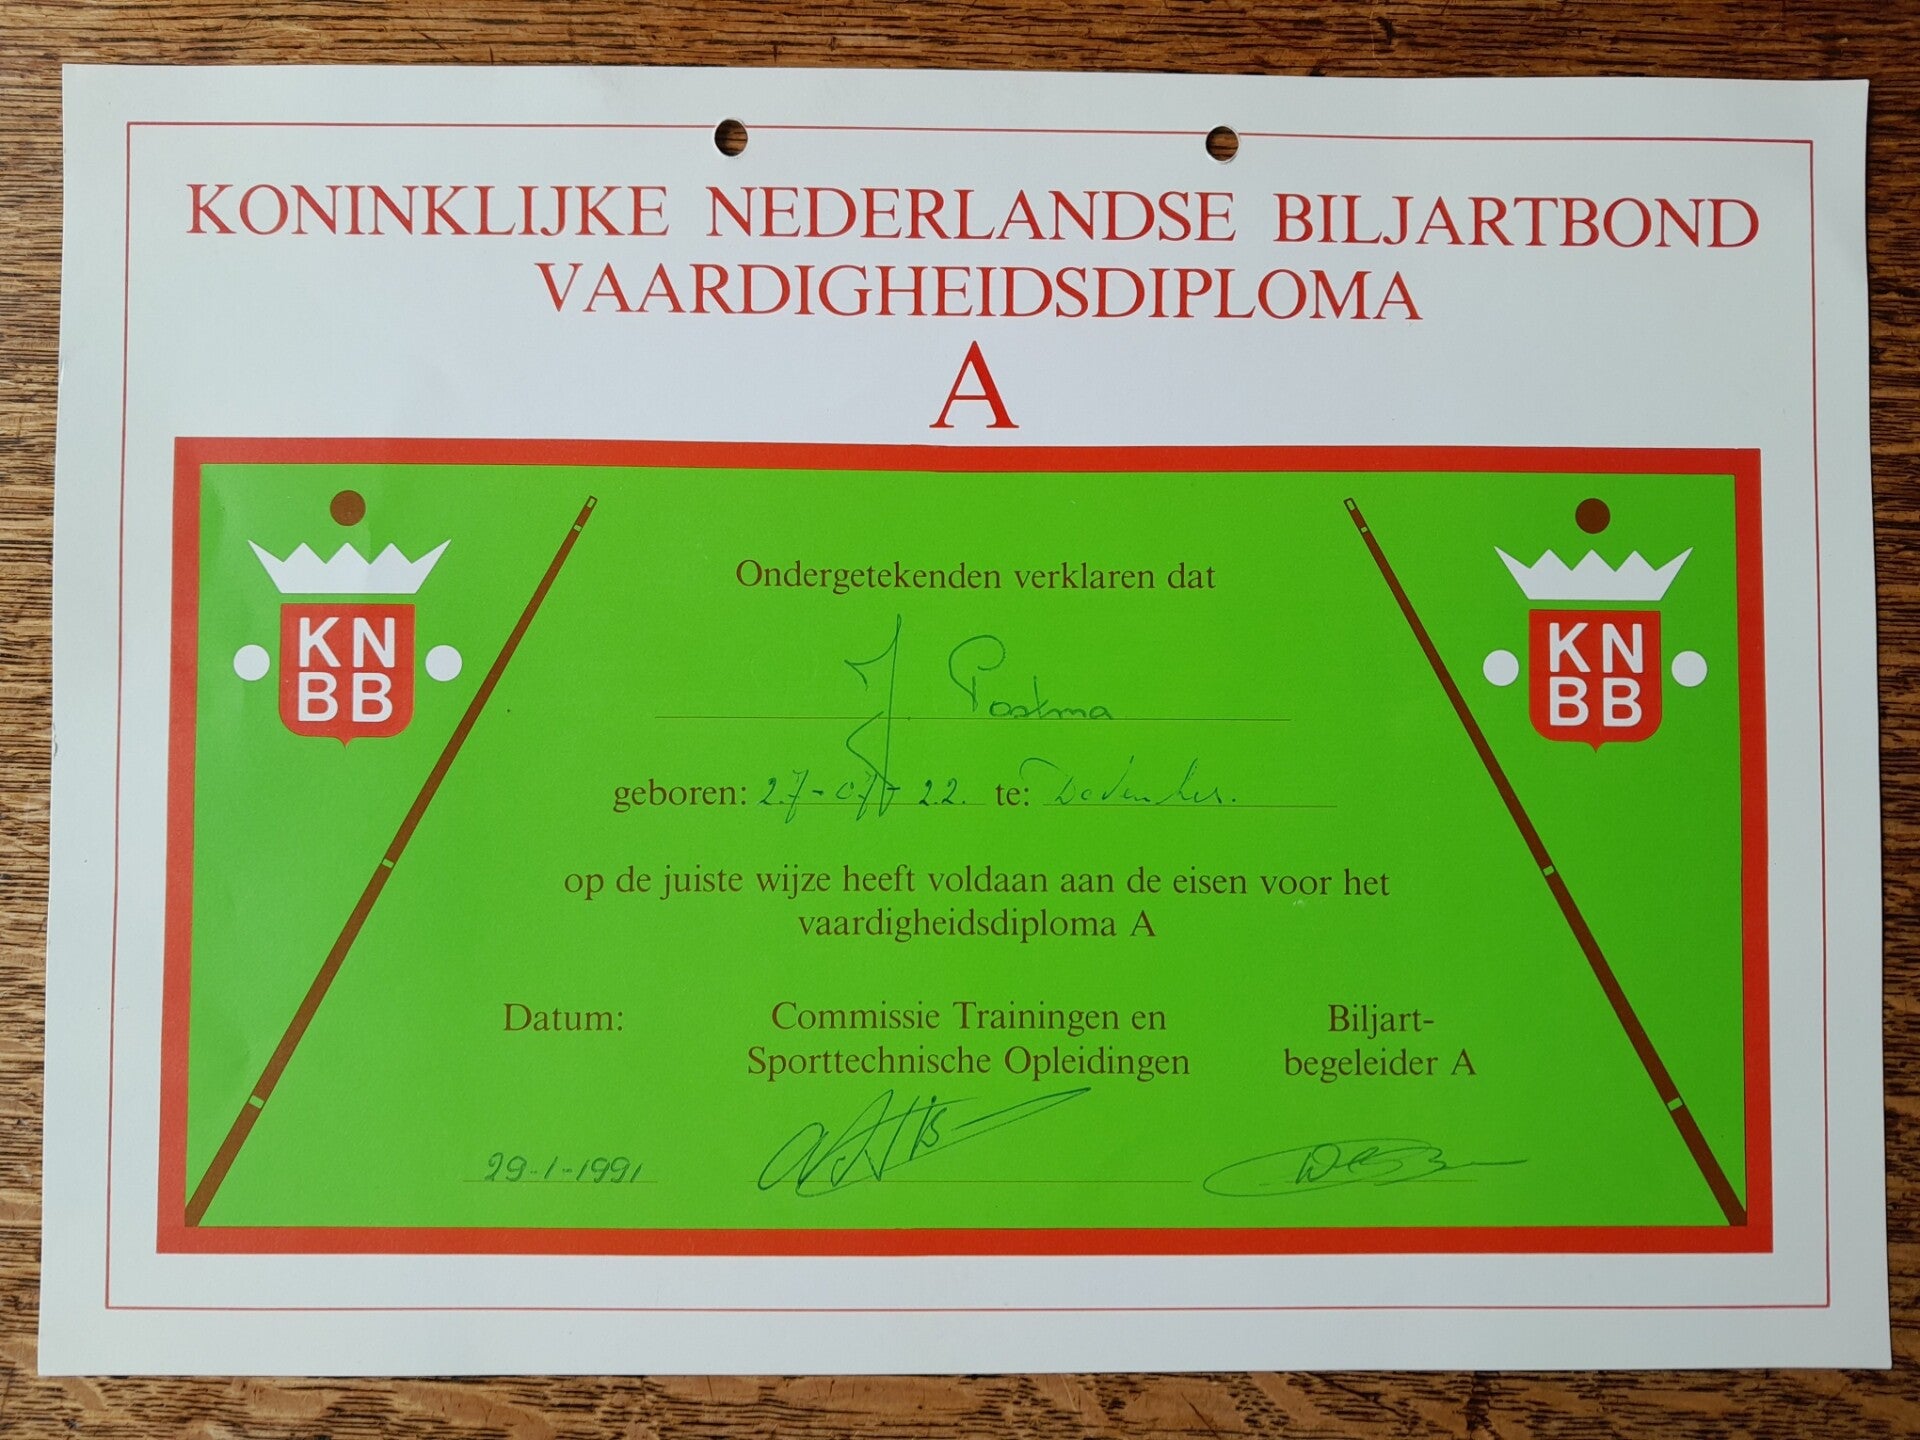 KONINKLIJKE NEDERLANDSE BILJARTBOND
VAARDIGHEIDSDIPLOMA
A
KN
BB
KN
BB
Ondergetekenden verklaren dat
J Postma
geboren: 27-07-22. te:
op de juiste wijze heeft voldaan aan de eisen voor het
vaardigheidsdiploma A
Datum:
Commissie Trainingen en
Sporttechnische Opleidingen
Biljart-
begeleider A
29-1-1991